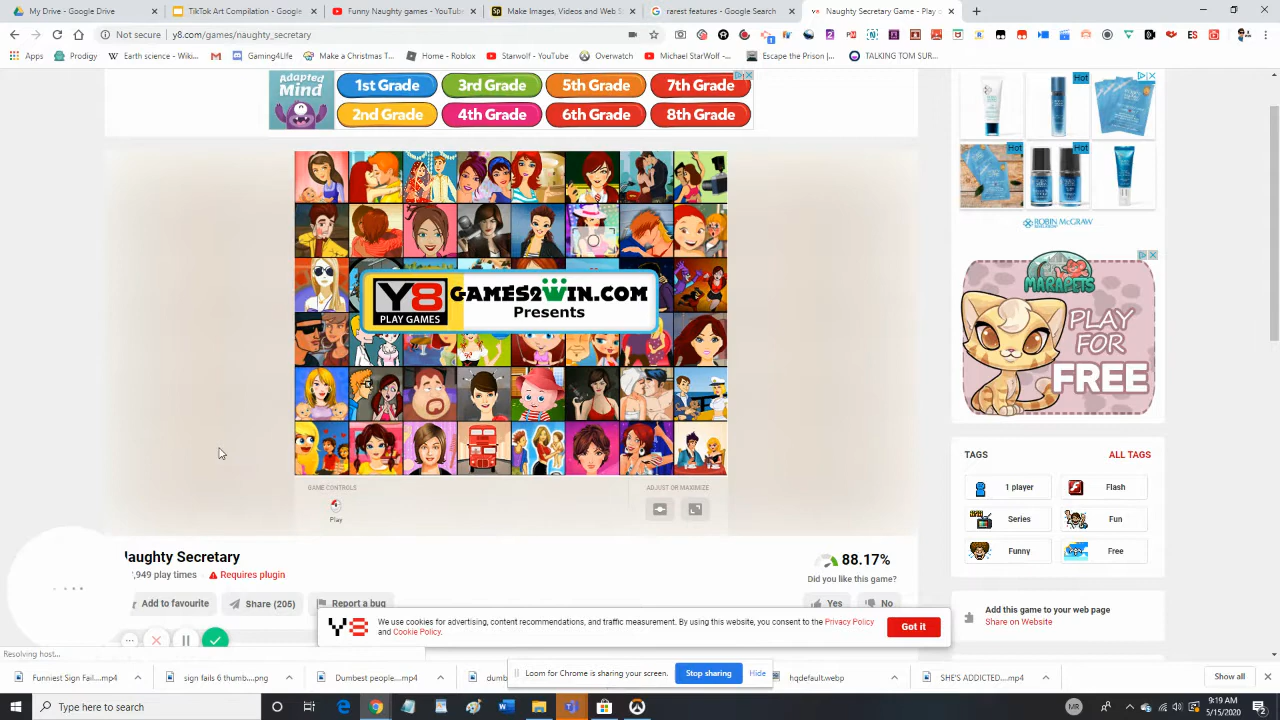 My Drive - Google Drive
TikTok Art Compilation - Google
Funny Naughty games - YouTube
Make Images, Videos and Web S
rarest features - Google Search
Naughty Secretary Game - Play o
Not secure
y8.com/games/naughty_secretary
Apps
Prodigy
Earth science - Wiki...
Gaming4Life
Make a Christmas T...
Home - Roblox
Starwolf - YouTube
Overwatch
Michael StarWolf -...
Escape the Prison |...
TALKING TOM SUR...
Adapted Mind
1st Grade
3rd Grade
5th Grade
7th Grade
2nd Grade
4th Grade
6th Grade
8th Grade
Hot
Hot
Hot
ROBIN McGRAW
Y8
PLAY GAMES
GAMES2WIN.COM
Presents
MARAPETS
PLAY
FOR
FREE
GAME CONTROLS
ADJUST OR MAXIMIZE
Play
TAGS
ALL TAGS
1 player
Flash
Series
Fun
Funny
Free
aughty Secretary
,949 play times
Requires plugin
88.17%
Did you like this game?
Add to favourite
Share (205)
Report a bug
Yes
No
Add this game to your web page
Share on Website
Y8
We use cookies for advertising, content recommendations, and traffic measurement. By using this website, you consent to the Privacy Policy
and Cookie Policy.
Got it
Resolving host...
Loom for Chrome is sharing your screen.
Stop sharing
Hide
Funnest Sign Fail....mp4
sign fails 6 thumb....png
Dumbest people....mp4
dumb
hqdefault.webp
SHE'S ADDICTED....mp4
Show all
Type here to search
MR
9:19 AM
5/15/2020